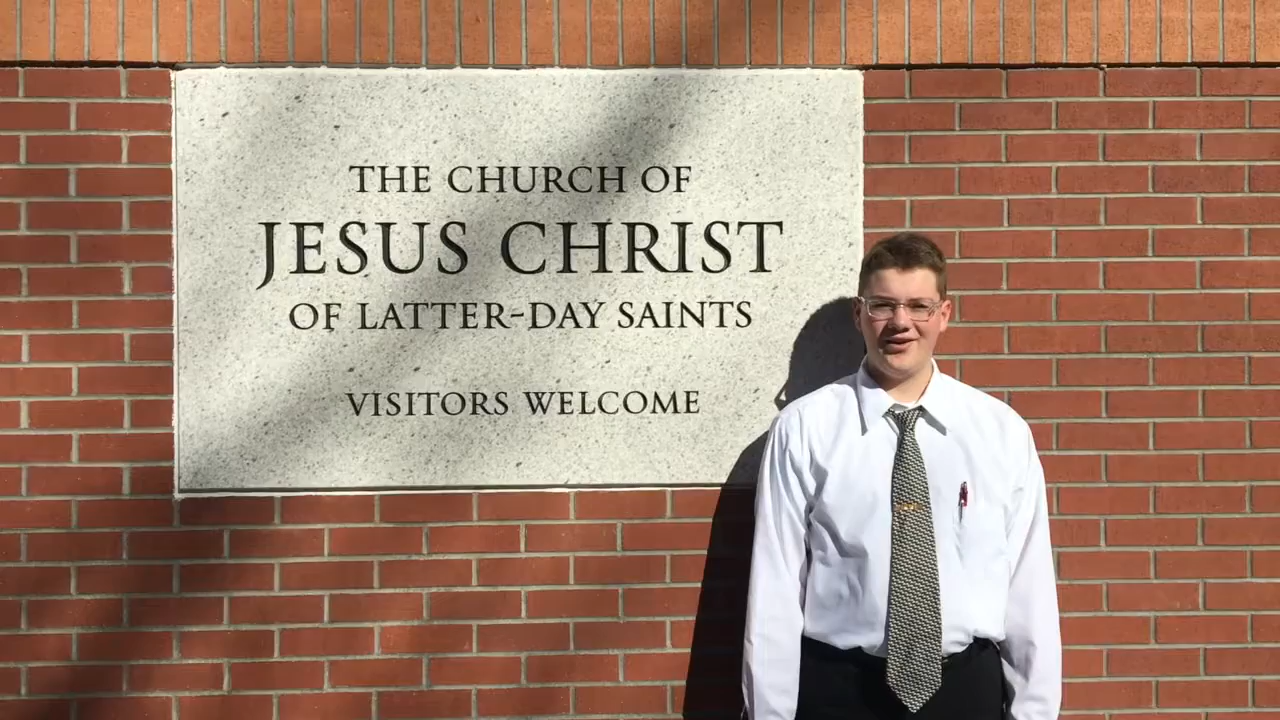 THE CHURCH OF
JESUS CHRIST
OF LATTER-DAY SAINTS
VISITORS WELCOME